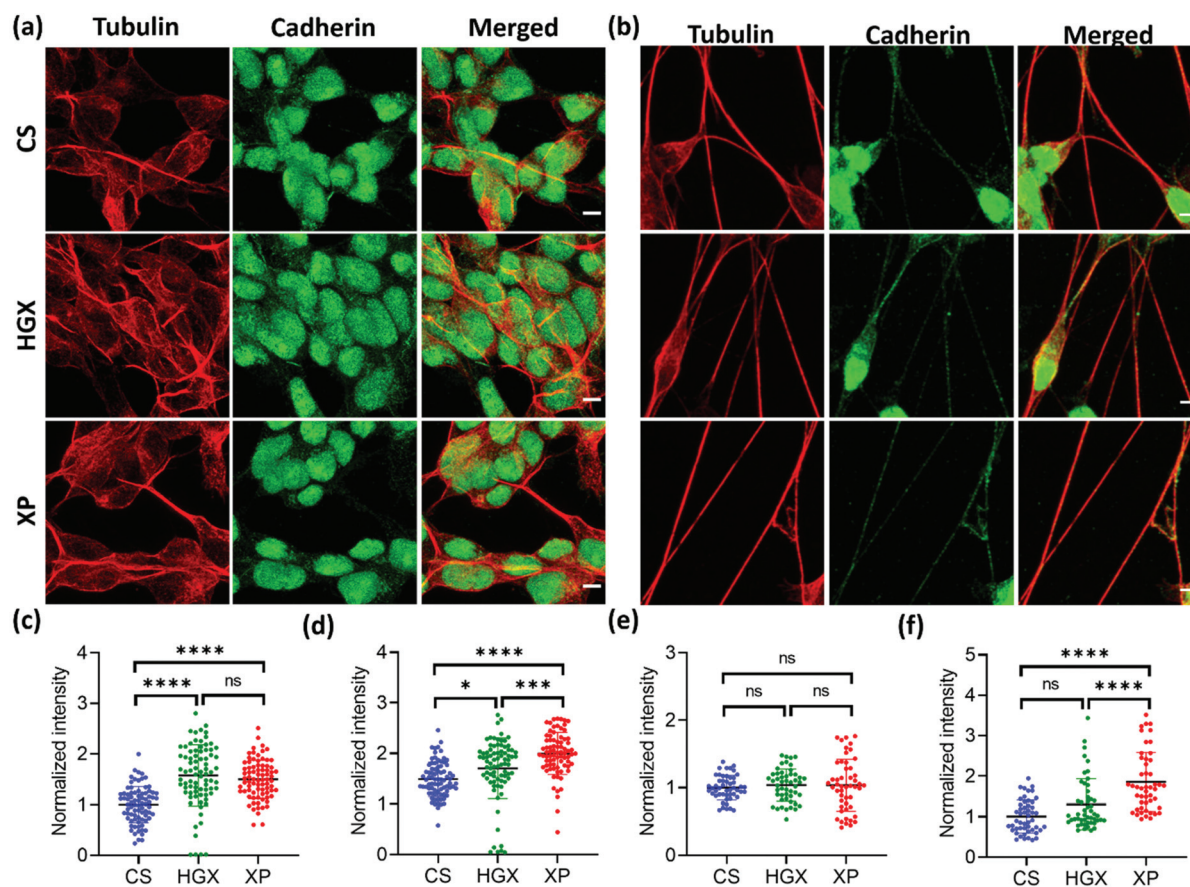 (a)
Tubulin Cadherin Merged
CS
HGX
XP
(b)
Tubulin Cadherin Merged
(c)
Normalized intensity
4
3
2
1
0
****
**** ns
CS HGX XP
(d)
Normalized intensity
4
3
2
1
0
****
* ***
CS HGX XP
(e)
Normalized intensity
3
2
1
0
ns
ns ns
CS HGX XP
(f)
Normalized intensity
5
4
3
2
1
0
****
ns ****
CS HGX XP